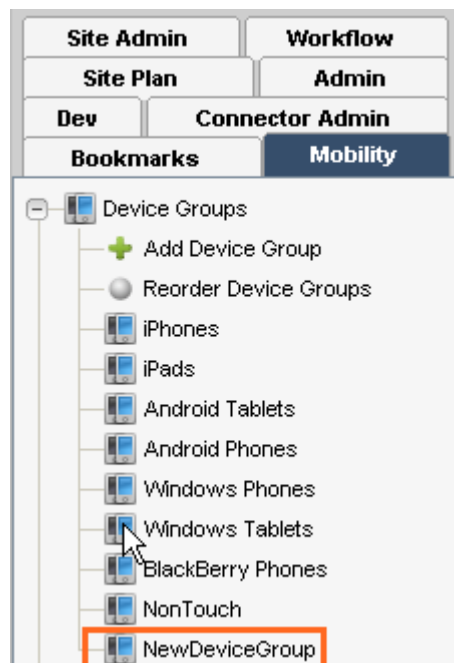 Site Admin Workflow
Site Plan Admin
Dev Connector Admin
Bookmarks Mobility
Device Groups
Add Device Group
Reorder Device Groups
iPhones
iPads
Android Tablets
Android Phones
Windows Phones
Windows Tablets
BlackBerry Phones
NonTouch
NewDeviceGroup